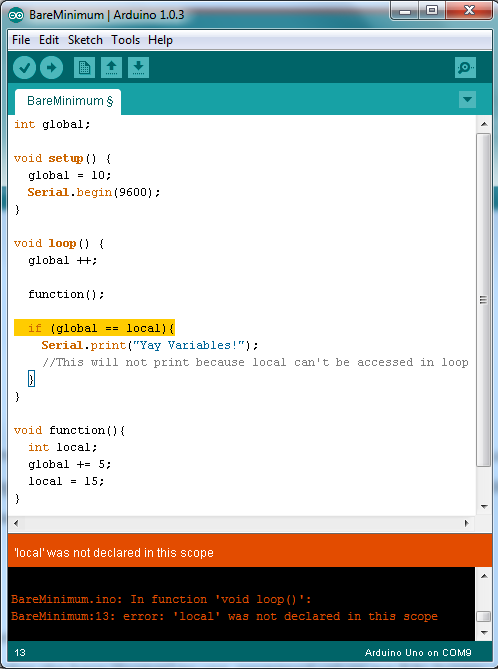 BareMinimum | Arduino 1.0.3
File Edit Sketch Tools Help
BareMinimum §
int global;
void setup() {
global = 10;
Serial.begin(9600);
}
void loop() {
global ++;
function();
if (global == local){
Serial.print("Yay Variables!");
//This will not print because local can't be accessed in loop
}
}
void function(){
int local;
global += 5;
local = 15;
}
'local' was not declared in this scope
BareMinimum.ino: In function 'void loop()':
BareMinimum:13: error: 'local' was not declared in this scope
13 Arduino Uno on COM9